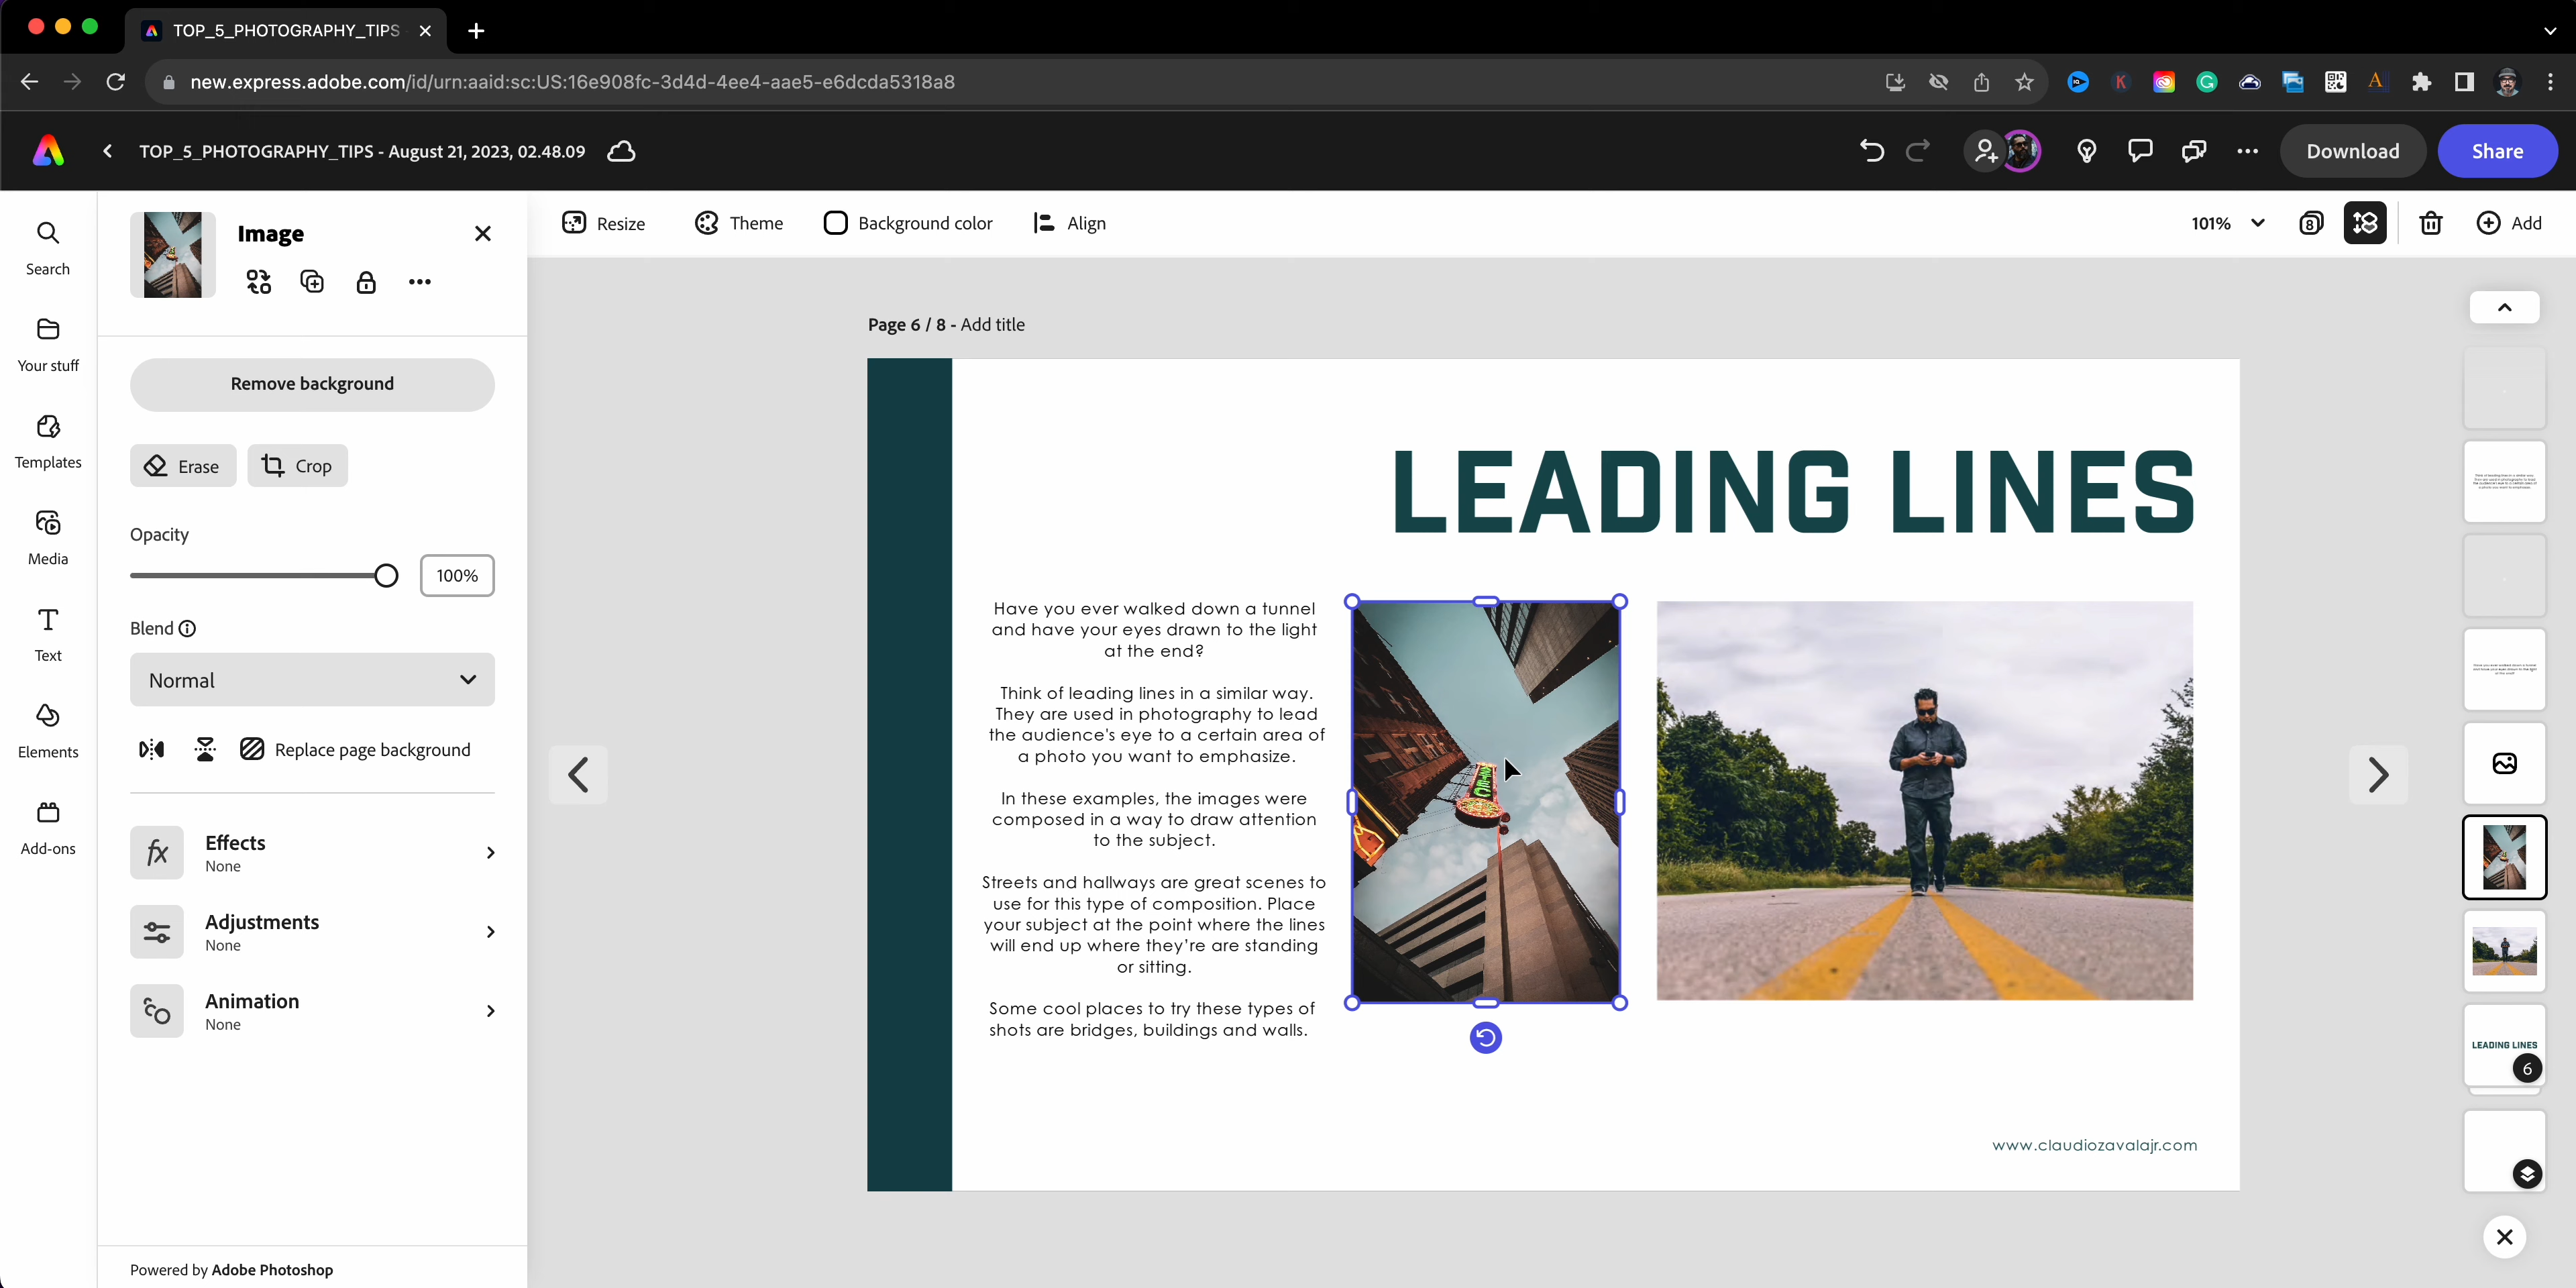 TOP_5_PHOTOGRAPHY_TIPS
new.express.adobe.com/id/urn:aaid:sc:US:16e908fc-3d4d-4ee4-aae5-e6dcda5318a8
TOP_5_PHOTOGRAPHY_TIPS - August 21, 2023, 02.48.09
Download
Share
Search
Your stuff
Templates
Media
Text
Elements
Add-ons
Image
Remove background
Erase
Crop
Opacity
100%
Blend
Normal
Replace page background
Effects
None
Adjustments
None
Animation
None
Powered by Adobe Photoshop
Resize
Theme
Background color
Align
101%
8
Add
Page 6 / 8 - Add title
LEADING LINES
Have you ever walked down a tunnel
and have your eyes drawn to the light
at the end?
Think of leading lines in a similar way.
They are used in photography to lead
the audience's eye to a certain area of
a photo you want to emphasize.
In these examples, the images were
composed in a way to draw attention
to the subject.
Streets and hallways are great scenes to
use for this type of composition. Place
your subject at the point where the lines
will end up where they're are standing
or sitting.
Some cool places to try these types of
shots are bridges, buildings and walls.
www.claudiozavalajr.com
LEADING LINES
6